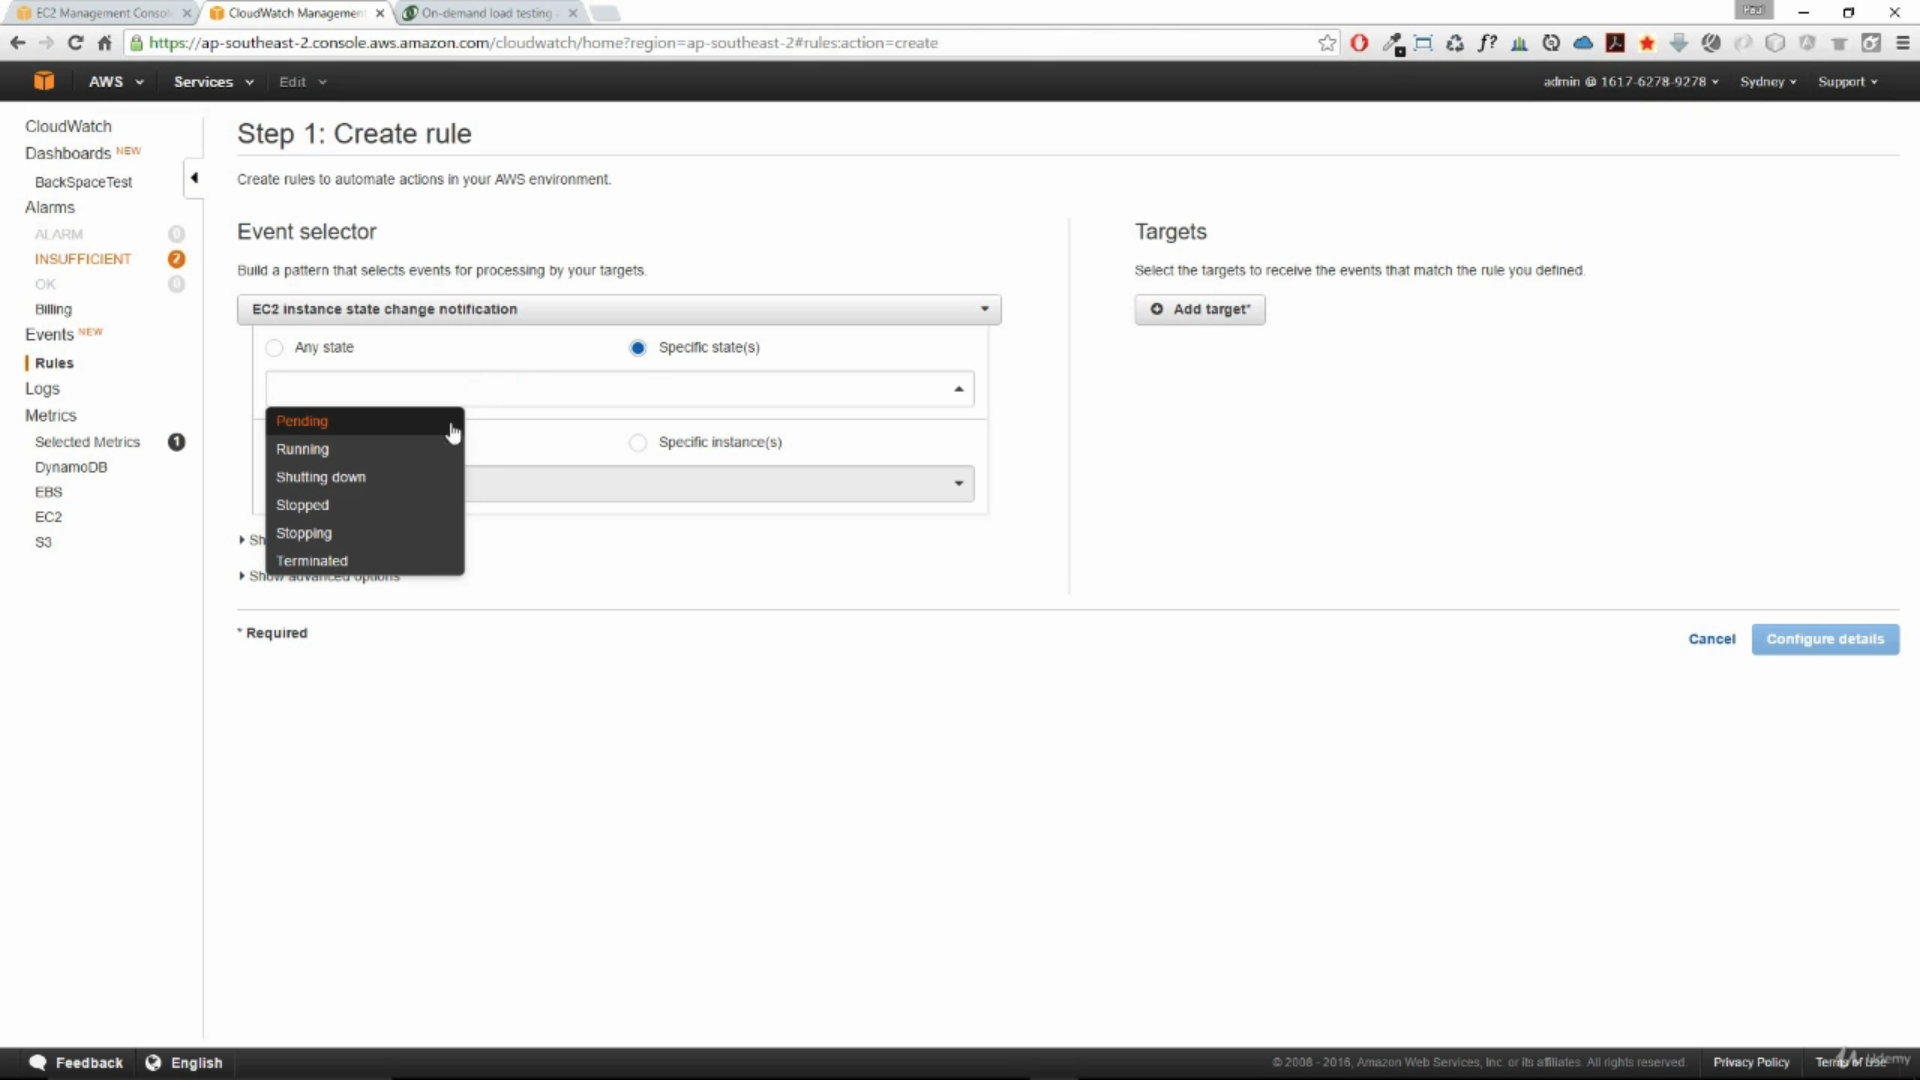 EC2 Management Consol
CloudWatch Managemen
On-demand load testing
Paul
https://ap-southeast-2.console.aws.amazon.com/cloudwatch/home?region=ap-southeast-2#rules:action=create
f?
AWS
Services
Edit
admin @ 1617-6278-9278
Sydney
Support
CloudWatch
Dashboards NEW
BackSpaceTest
Alarms
ALARM 0
INSUFFICIENT 2
OK 0
Billing
Events NEW
Rules
Logs
Metrics
Selected Metrics 1
DynamoDB
EBS
EC2
S3
Step 1: Create rule
Create rules to automate actions in your AWS environment.
Event selector
Build a pattern that selects events for processing by your targets.
EC2 instance state change notification
Any state
Specific state(s)
Pending
Running
Shutting down
Stopped
Stopping
Terminated
Specific instance(s)
Sh
Show advanced options
* Required
Targets
Select the targets to receive the events that match the rule you defined.
Add target*
Cancel
Configure details
Feedback
English
© 2008 - 2016, Amazon Web Services, Inc. or its affiliates. All rights reserved.
Privacy Policy
Terms of Use
Udemy